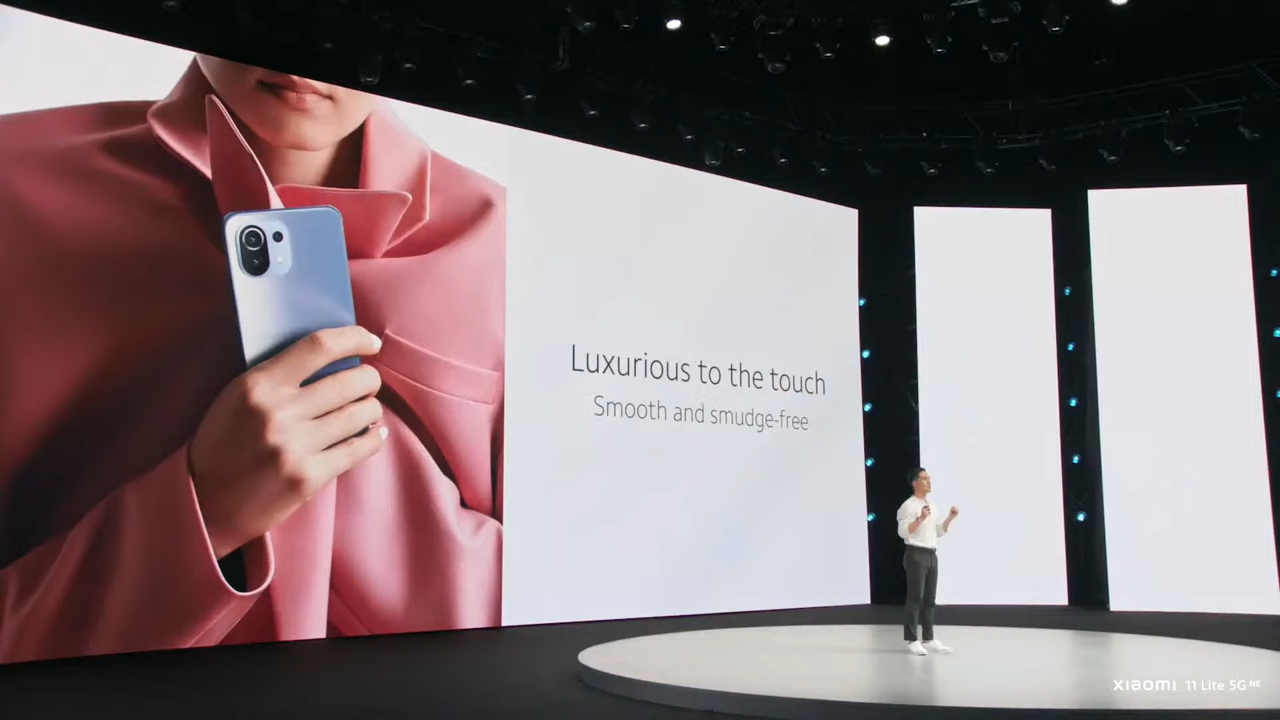 Luxurious to the touch
Smooth and smudge-free
xiaomi 11 Lite 5G NE